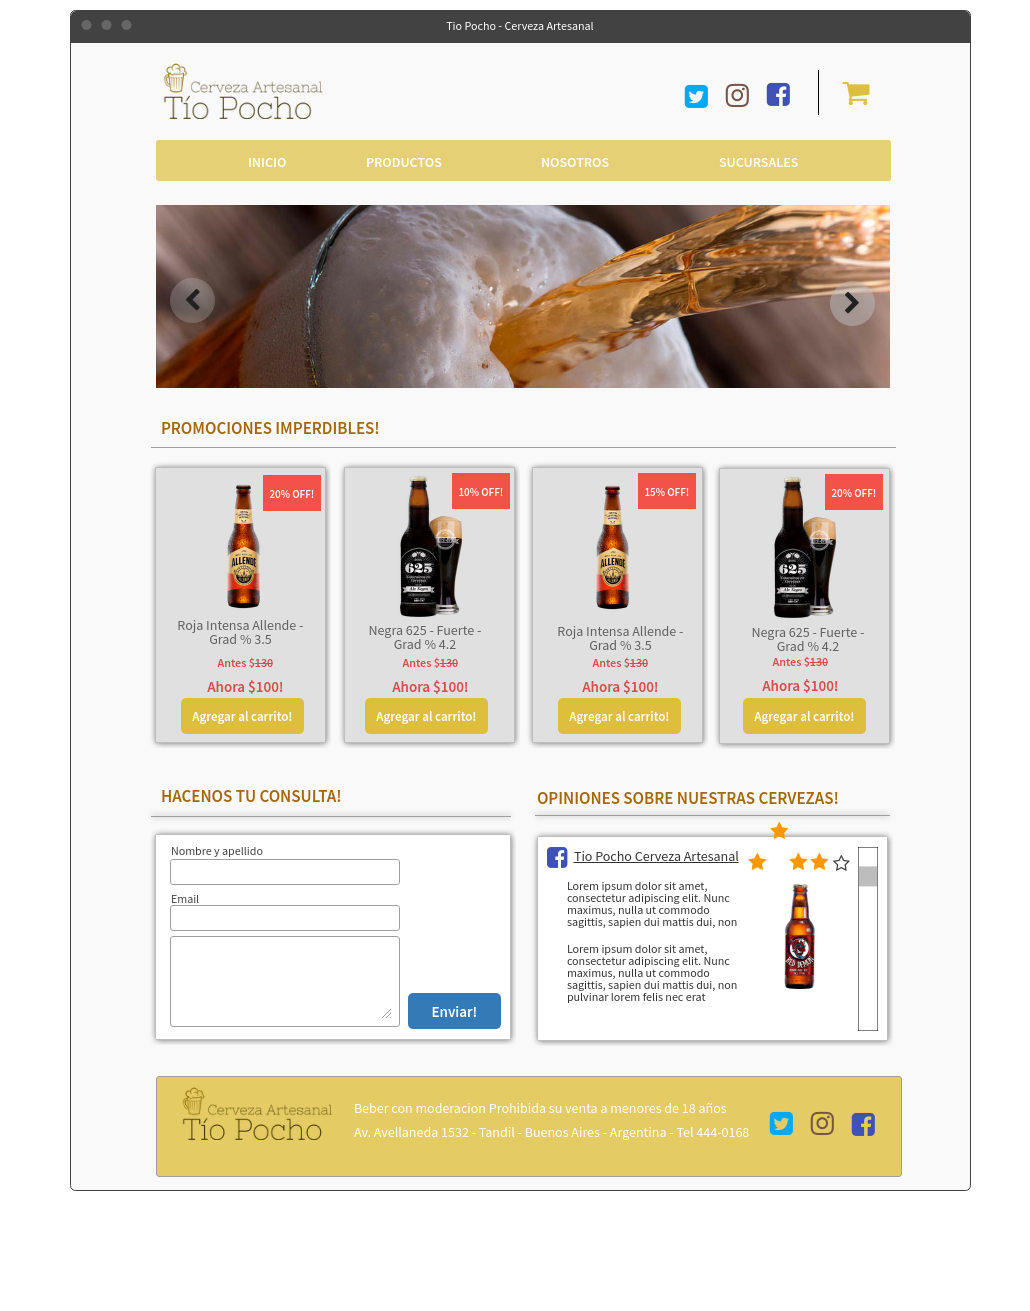 Tio Pocho - Cerveza Artesanal
Cerveza Artesanal
Tío Pocho
INICIO
PRODUCTOS
NOSOTROS
SUCURSALES
PROMOCIONES IMPERDIBLES!
20% OFF!
ALLENDE
Roja Intensa Allende -
Grad % 3.5
Antes $130
Ahora $100!
Agregar al carrito!
10% OFF!
625
Negra 625 - Fuerte -
Grad % 4.2
Antes $130
Ahora $100!
Agregar al carrito!
15% OFF!
ALLENDE
Roja Intensa Allende -
Grad % 3.5
Antes $130
Ahora $100!
Agregar al carrito!
20% OFF!
625
Negra 625 - Fuerte -
Grad % 4.2
Antes $130
Ahora $100!
Agregar al carrito!
HACENOS TU CONSULTA!
Nombre y apellido
Email
Enviar!
OPINIONES SOBRE NUESTRAS CERVEZAS!
Tio Pocho Cerveza Artesanal
Lorem ipsum dolor sit amet,
consectetur adipiscing elit. Nunc
maximus, nulla ut commodo
sagittis, sapien dui mattis dui, non
Lorem ipsum dolor sit amet,
consectetur adipiscing elit. Nunc
maximus, nulla ut commodo
sagittis, sapien dui mattis dui, non
pulvinar lorem felis nec erat
Cerveza Artesanal
Tío Pocho
Beber con moderacion Prohibida su venta a menores de 18 años
Av. Avellaneda 1532 - Tandil - Buenos Aires - Argentina - Tel 444-0168